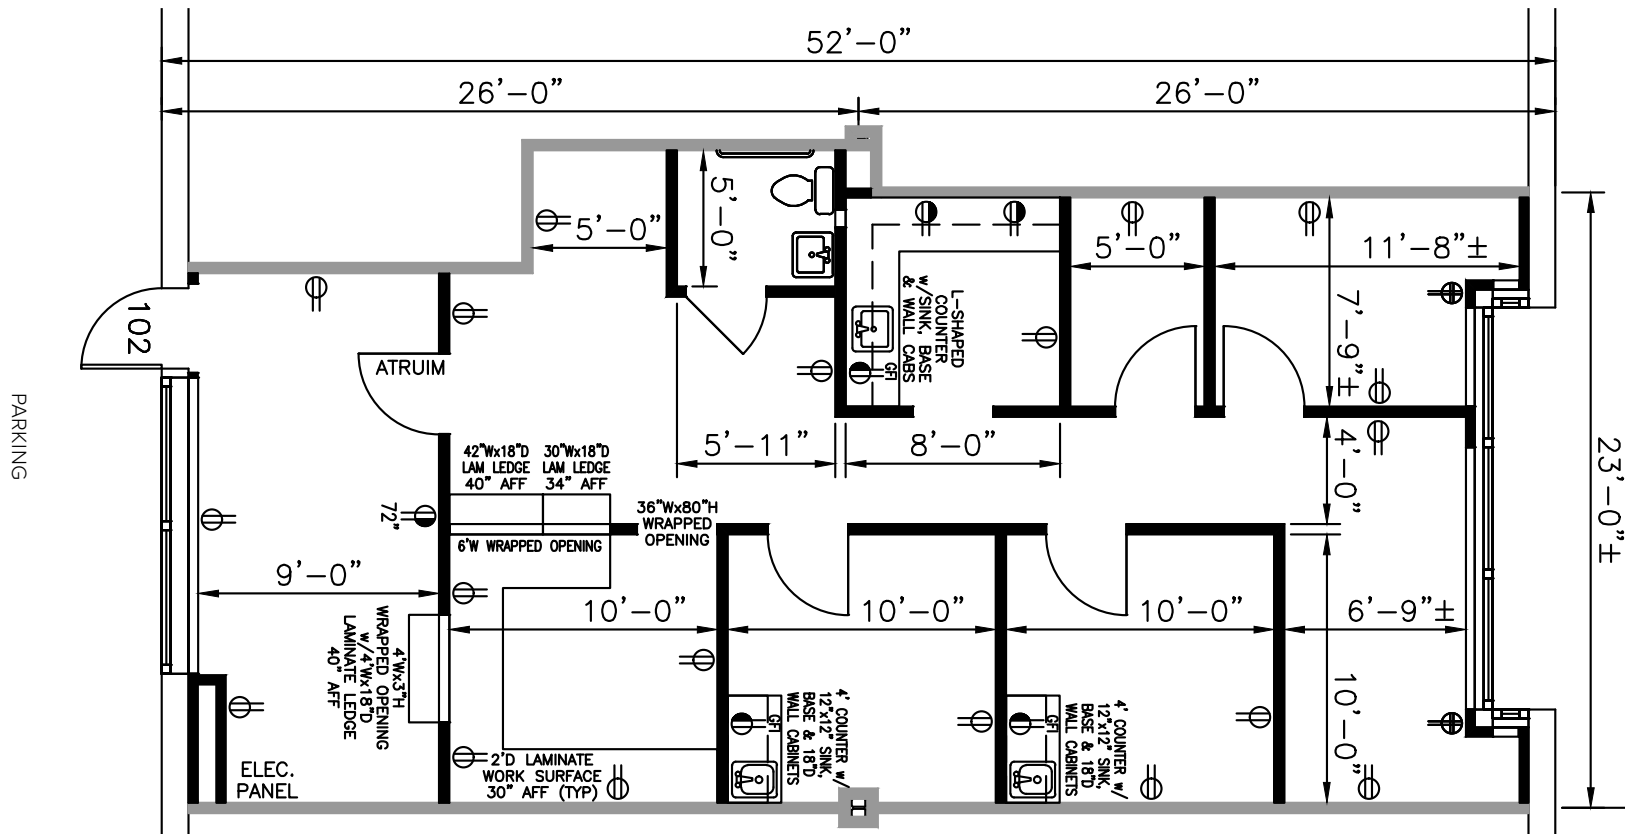 52'-0"
26'-0"
26'-0"
5'-0"
5'-0"
5'-0"
11'-8"±
7'-9"±
L-SHAPED
COUNTER
w/SINK, BASE
& WALL CABS
GFI
102
ATRUIM
PARKING
42"Wx18"D
LAM LEDGE
40" AFF
30"Wx18"D
LAM LEDGE
34" AFF
5'-11"
8'-0"
4'-0"
23'-0"±
72"
36"Wx80"H
WRAPPED
OPENING
6'W WRAPPED OPENING
9'-0"
10'-0"
10'-0"
10'-0"
6'-9"±
4'Wx3'H
WRAPPED OPENING
w/4'Wx18"D
LAMINATE LEDGE
40" AFF
4' COUNTER w/
12"x12" SINK,
BASE & 18"D
WALL CABINETS
GFI
4' COUNTER w/
12"x12" SINK,
BASE & 18"D
WALL CABINETS
GFI
10'-0"
ELEC.
PANEL
2'D LAMINATE
WORK SURFACE
30" AFF (TYP)